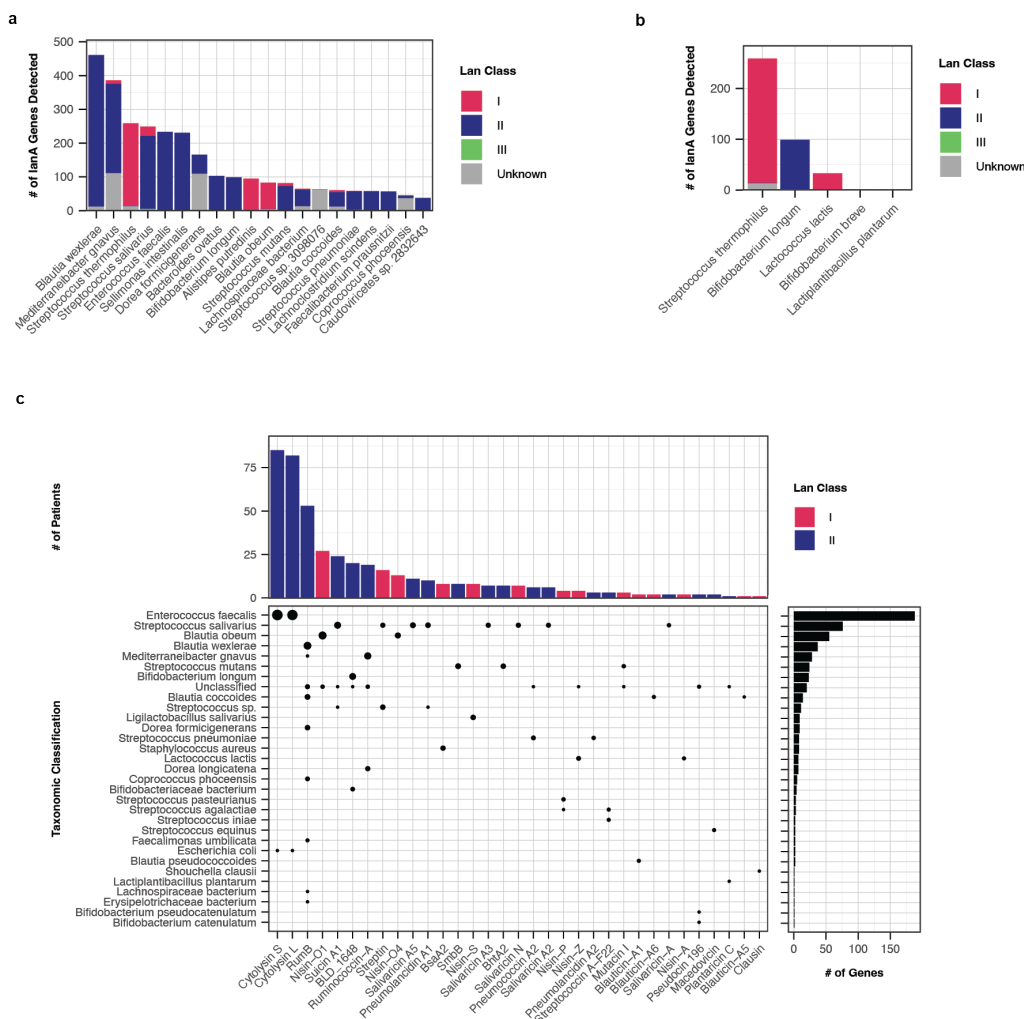 a
# of lanA Genes Detected
500
400
300
200
100
0
Blautia wexlerae
Mediterraneibacter gnavus
Streptococcus thermophilus
Streptococcus salivarius
Enterococcus faecalis
Sellimonas intestinalis
Dorea formicigenerans
Bacteroides ovatus
Bifidobacterium longum
Alistipes putredinis
Blautia obeum
Streptococcus mutans
Lachnospiraceae bacterium
Streptococcus sp. 3098076
Blautia coccoides
Streptococcus pneumoniae
Lachnoclostridium scindens
Faecalibacterium prausnitzii
Coprococcus phoceensis
Caudoviricetes sp. 2832643
Lan Class
I
II
III
Unknown
b
# of lanA Genes Detected
200
100
0
Streptococcus thermophilus
Bifidobacterium longum
Lactococcus lactis
Bifidobacterium breve
Lactiplantibacillus plantarum
Lan Class
I
II
III
Unknown
c
# of Patients
75
50
25
0
Lan Class
I
II
Taxonomic Classification
Enterococcus faecalis
Streptococcus salivarius
Blautia obeum
Blautia wexlerae
Mediterraneibacter gnavus
Streptococcus mutans
Bifidobacterium longum
Unclassified
Blautia coccoides
Streptococcus sp.
Ligilactobacillus salivarius
Dorea formicigenerans
Streptococcus pneumoniae
Staphylococcus aureus
Lactococcus lactis
Dorea longicatena
Coprococcus phoceensis
Bifidobacteriaceae bacterium
Streptococcus pasteurianus
Streptococcus agalactiae
Streptococcus iniae
Streptococcus equinus
Faecalimonas umbilicata
Escherichia coli
Blautia pseudococcoides
Shouchella clausii
Lactiplantibacillus plantarum
Lachnospiraceae bacterium
Erysipelotrichaceae bacterium
Bifidobacterium pseudocatenulatum
Bifidobacterium catenulatum
Cytolysin S
Cytolysin L
RumB
Nisin-O1
Suicin A1
BLD_1648
Ruminococcin-A
Streptin
Nisin-O4
Salivaricin A5
Pneumolancidin A1
BsaA2
SmbB
Nisin-S
Salivaricin A3
BhtA2
Salivaricin N
Pneumococcin A2
Salivaricin A2
Nisin-P
Nisin-Z
Pneumolancidin A2
Streptococcin A-F22
Mutacin I
Blauticin-A1
Blauticin-A6
Salivaricin-A
Nisin-A
Pseudocin 196
Macedovicin
Plantaricin C
Blauticin-A5
Clausin
0
50
100
150
# of Genes